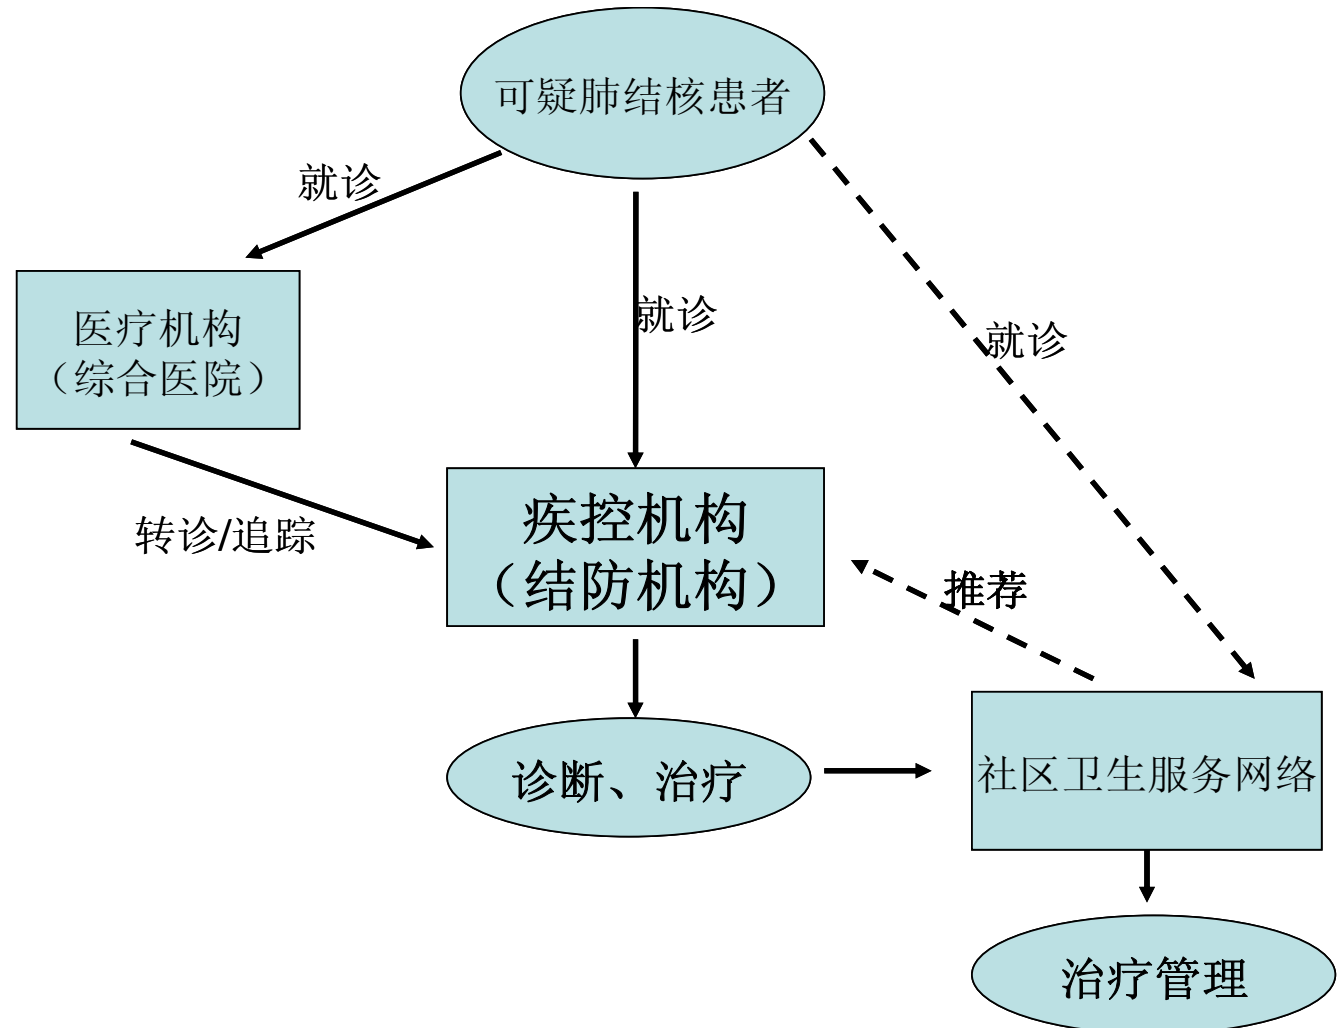 可疑肺结核患者
就诊
医疗机构
（综合医院）
就诊
就诊
转诊/追踪
疾控机构
（结防机构）
推荐
诊断、治疗
社区卫生服务网络
治疗管理